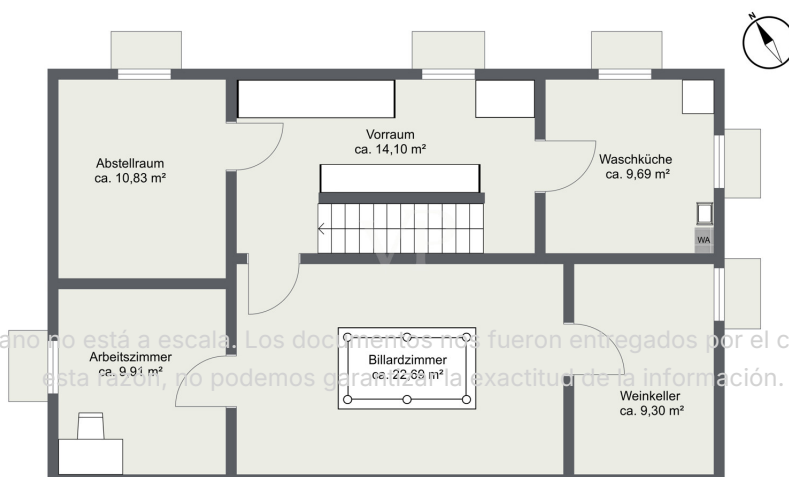 N
Vorraum
ca. 14,10 m²
Abstellraum
ca. 10,83 m²
Waschküche
ca. 9,69 m²
WA
ano no está a escala. Los documentos nos fueron entregados por el c
esta razón, no podemos garantizar la exactitud de la información.
Arbeitszimmer
ca. 9,91 m²
Billardzimmer
ca. 22,69 m²
Weinkeller
ca. 9,30 m²